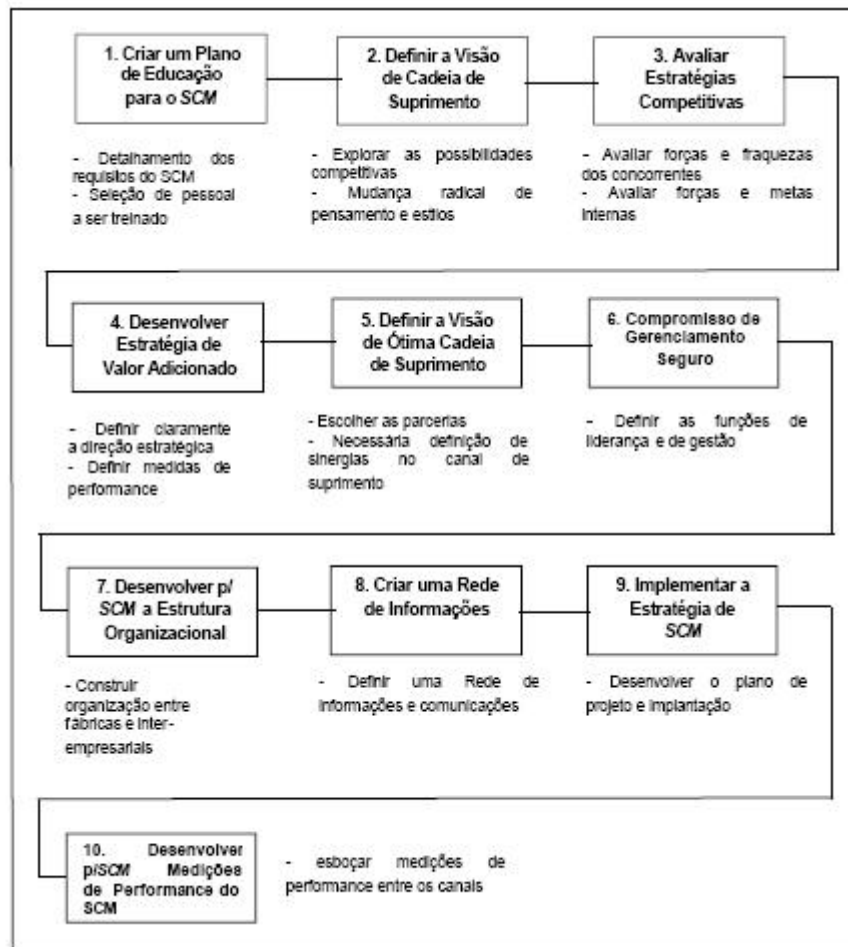 1. Criar um Plano
de Educação
para o SCM
2. Definir a Visão
de Cadeia de
Suprimento
3. Avaliar
Estratégias
Competitivas
- Detalhamento dos
requisitos do SCM
- Seleção de pessoal
a ser treinado
- Explorar as possibilidades
competitivas
- Mudança radical de
pensamento e estilos
- Avaliar forças e fraquezas
dos concorrentes
- Avaliar forças e metas
internas
4. Desenvolver
Estratégia de
Valor Adicionado
5. Definir a Visão
de Ótima Cadeia
de Suprimento
6. Compromisso de
Gerenciamento
Seguro
- Definir claramente
a direção estratégica
- Definir medidas de
performance
- Escolher as parcerias
- Necessária definição de
sinergias no canal de
suprimento
- Definir as funções de
liderança e de gestão
7. Desenvolver p/
SCM a Estrutura
Organizacional
8. Criar uma Rede
de Informações
9. Implementar a
Estratégia de
SCM
- Construir
organização entre
fábricas e inter-
empresariais
- Definir uma Rede de
informações e comunicações
- Desenvolver o plano de
projeto e implantação
10. Desenvolver
p/SCM Medições
de Performance do
SCM
- esboçar medições de
performance entre os canais